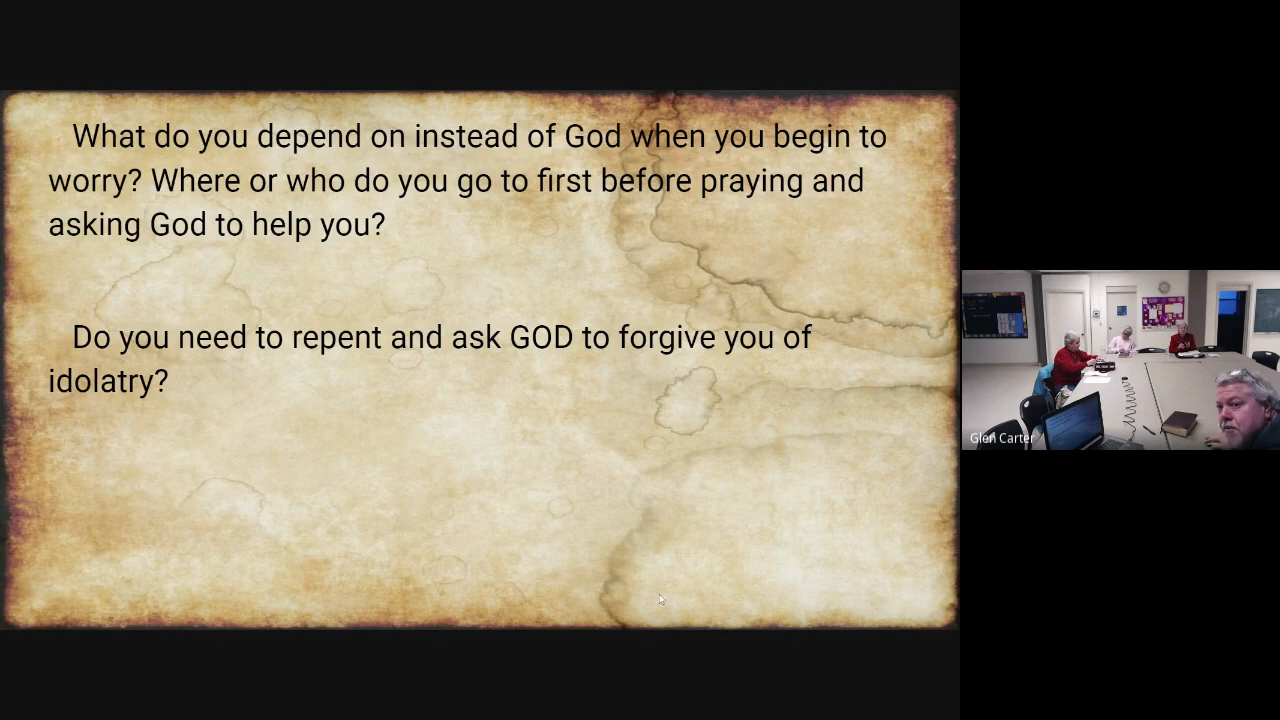 What do you depend on instead of God when you begin to
worry? Where or who do you go to first before praying and
asking God to help you?
Do you need to repent and ask GOD to forgive you of
idolatry?
Glen Carter